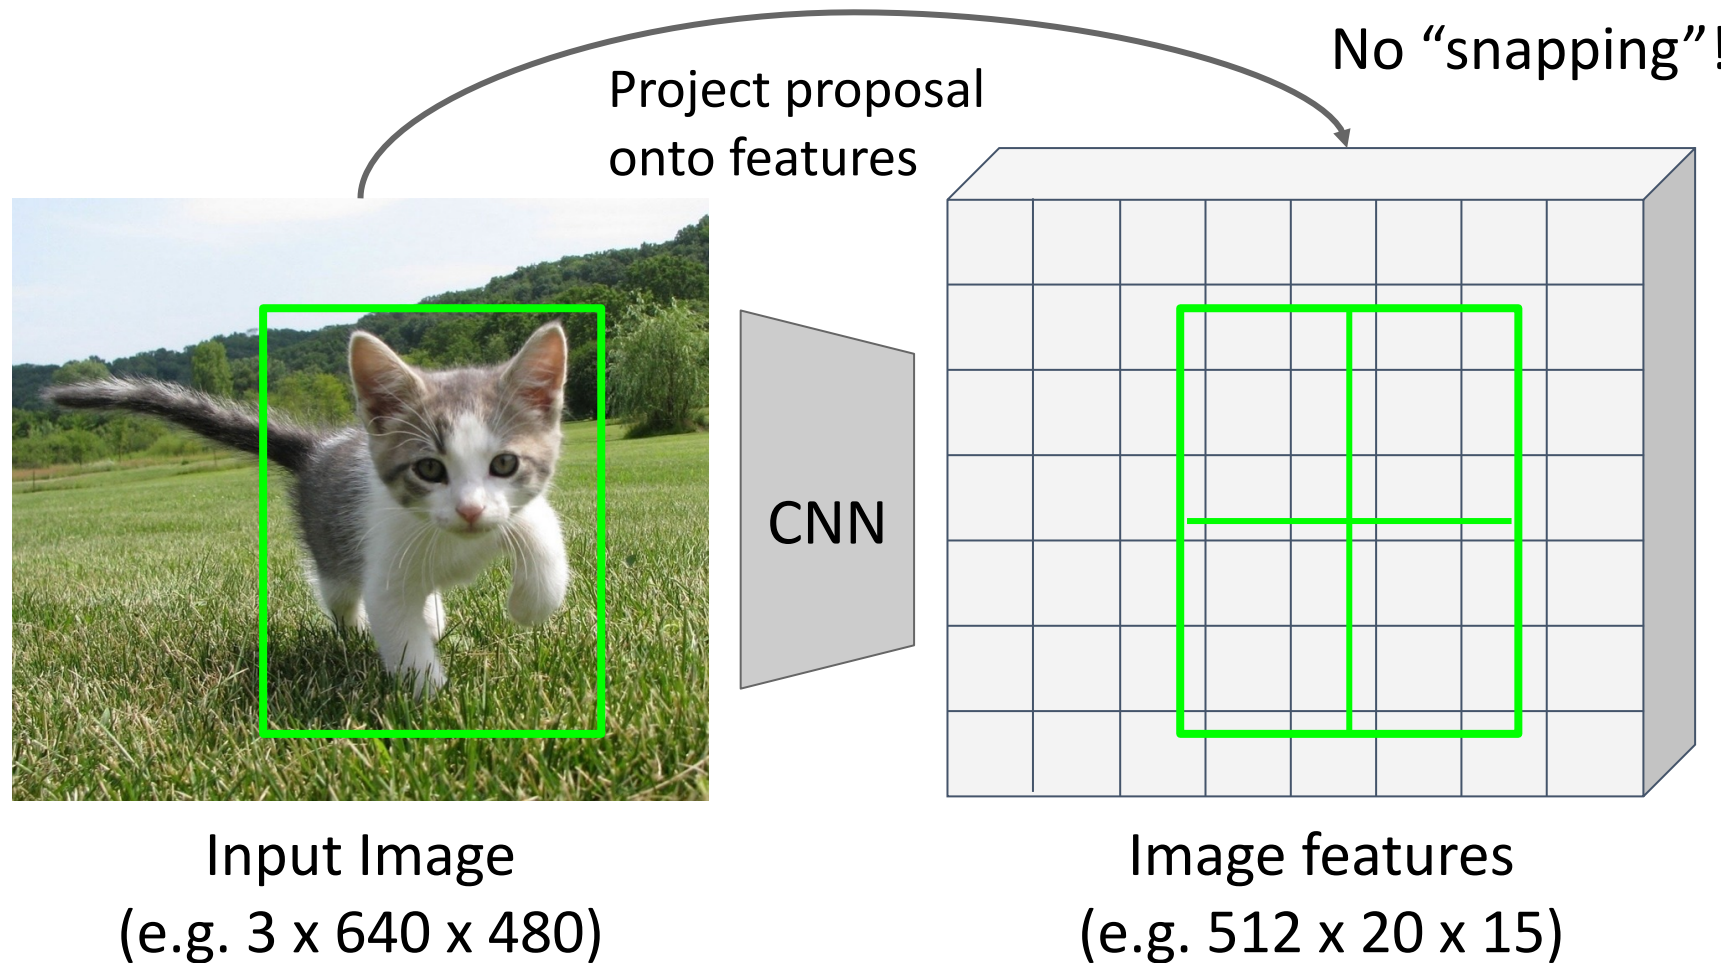 No “snapping”!
Project proposal
onto features
CNN
Input Image
(e.g. 3 x 640 x 480)
Image features
(e.g. 512 x 20 x 15)